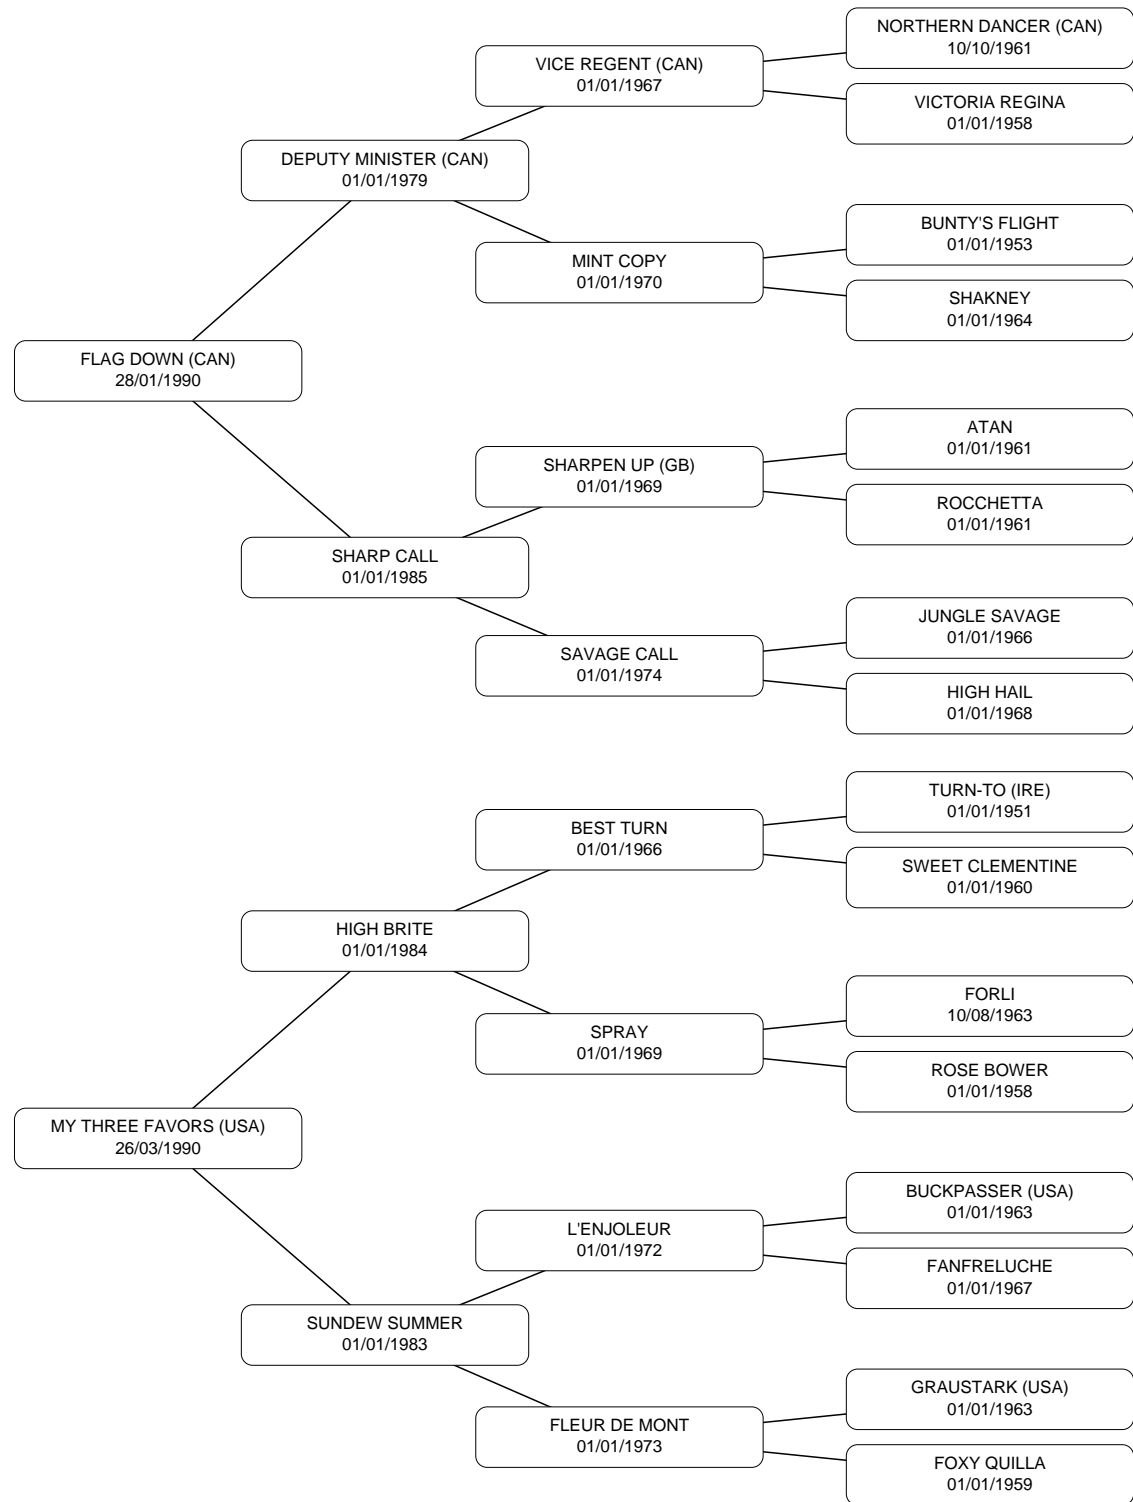 NORTHERN DANCER (CAN)
10/10/1961
VICE REGENT (CAN)
01/01/1967
VICTORIA REGINA
01/01/1958
DEPUTY MINISTER (CAN)
01/01/1979
BUNTY'S FLIGHT
01/01/1953
MINT COPY
01/01/1970
SHAKNEY
01/01/1964
FLAG DOWN (CAN)
28/01/1990
ATAN
01/01/1961
SHARPEN UP (GB)
01/01/1969
ROCCHETTA
01/01/1961
SHARP CALL
01/01/1985
JUNGLE SAVAGE
01/01/1966
SAVAGE CALL
01/01/1974
HIGH HAIL
01/01/1968
TURN-TO (IRE)
01/01/1951
BEST TURN
01/01/1966
SWEET CLEMENTINE
01/01/1960
HIGH BRITE
01/01/1984
FORLI
10/08/1963
SPRAY
01/01/1969
ROSE BOWER
01/01/1958
MY THREE FAVORS (USA)
26/03/1990
BUCKPASSER (USA)
01/01/1963
L'ENJOLEUR
01/01/1972
FANFRELUCHE
01/01/1967
SUNDEW SUMMER
01/01/1983
GRAUSTARK (USA)
01/01/1963
FLEUR DE MONT
01/01/1973
FOXY QUILLA
01/01/1959